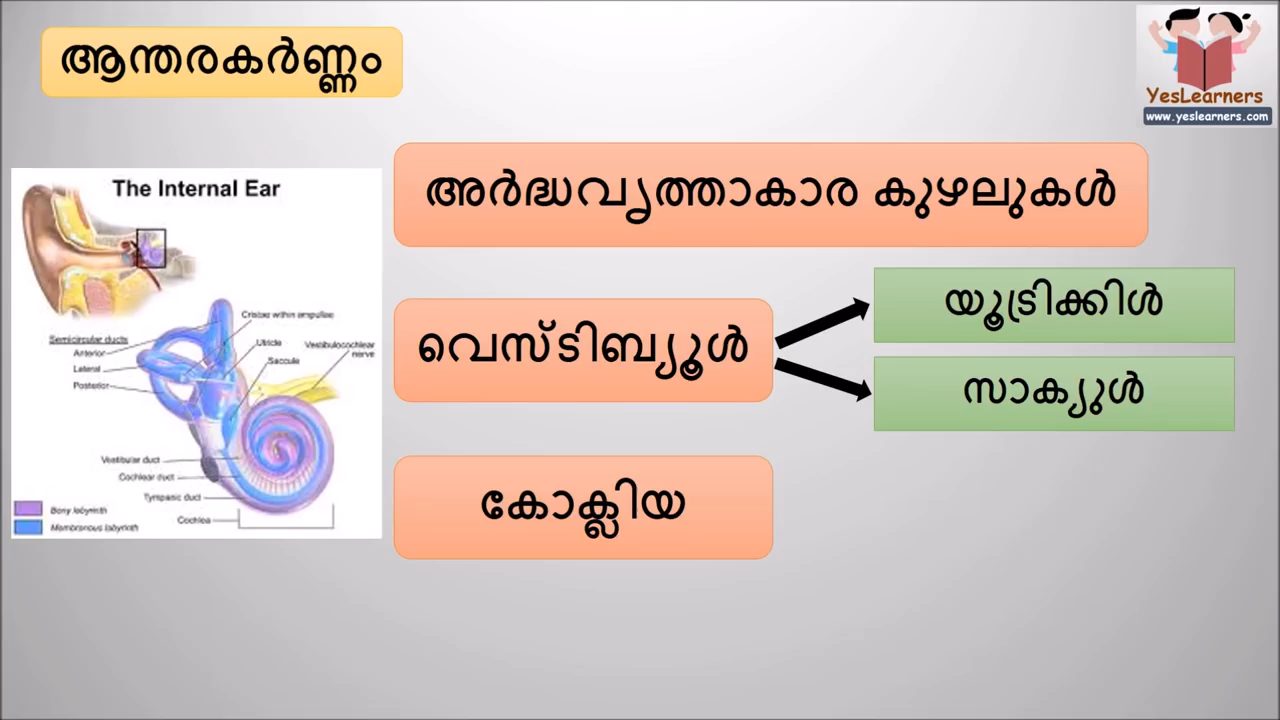 ആന്തരകർണ്ണം
YesLearners
www.yeslearners.com
The Internal Ear
അർദ്ധവൃത്താകാര കുഴലുകൾ
വെസ്ടിബ്യൂൾ
യൂട്രിക്കിൾ
സാക്യുൾ
കോക്ലിയ
Cristae within ampullae
Semicircular ducts
Anterior
Lateral
Posterior
Utricle
Saccule
Vestibulocochlear
nerve
Vestibular duct
Cochlear duct
Tympanic duct
Cochlea
Bony labyrinth
Membranous labyrinth